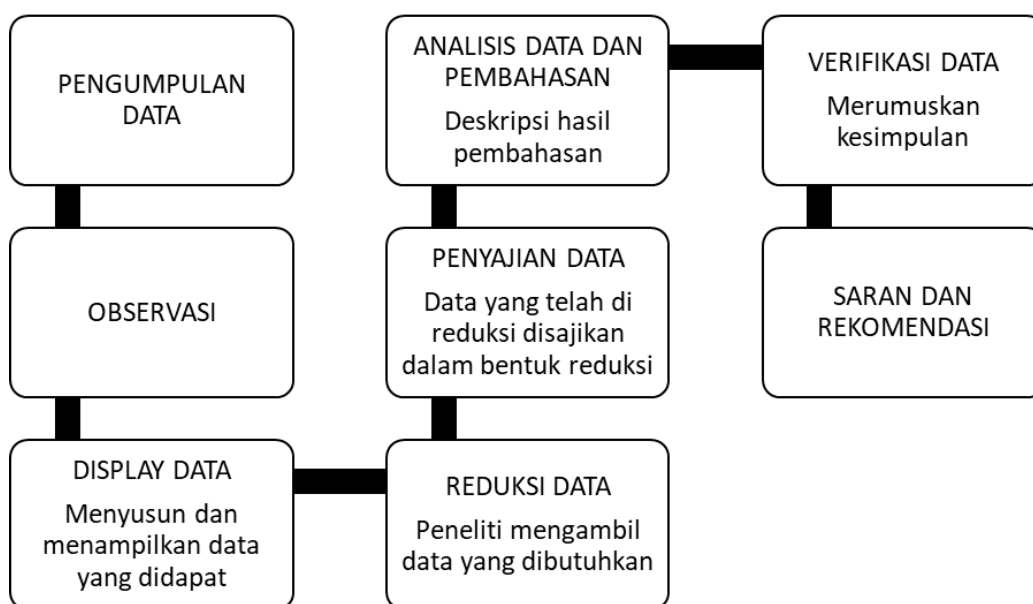 PENGUMPULAN
DATA
OBSERVASI
DISPLAY DATA
Menyusun dan
menampilkan data
yang didapat
REDUKSI DATA
Peneliti mengambil
data yang dibutuhkan
PENYAJIAN DATA
Data yang telah di
reduksi disajikan
dalam bentuk reduksi
ANALISIS DATA DAN
PEMBAHASAN
Deskripsi hasil
pembahasan
VERIFIKASI DATA
Merumuskan
kesimpulan
SARAN DAN
REKOMENDASI